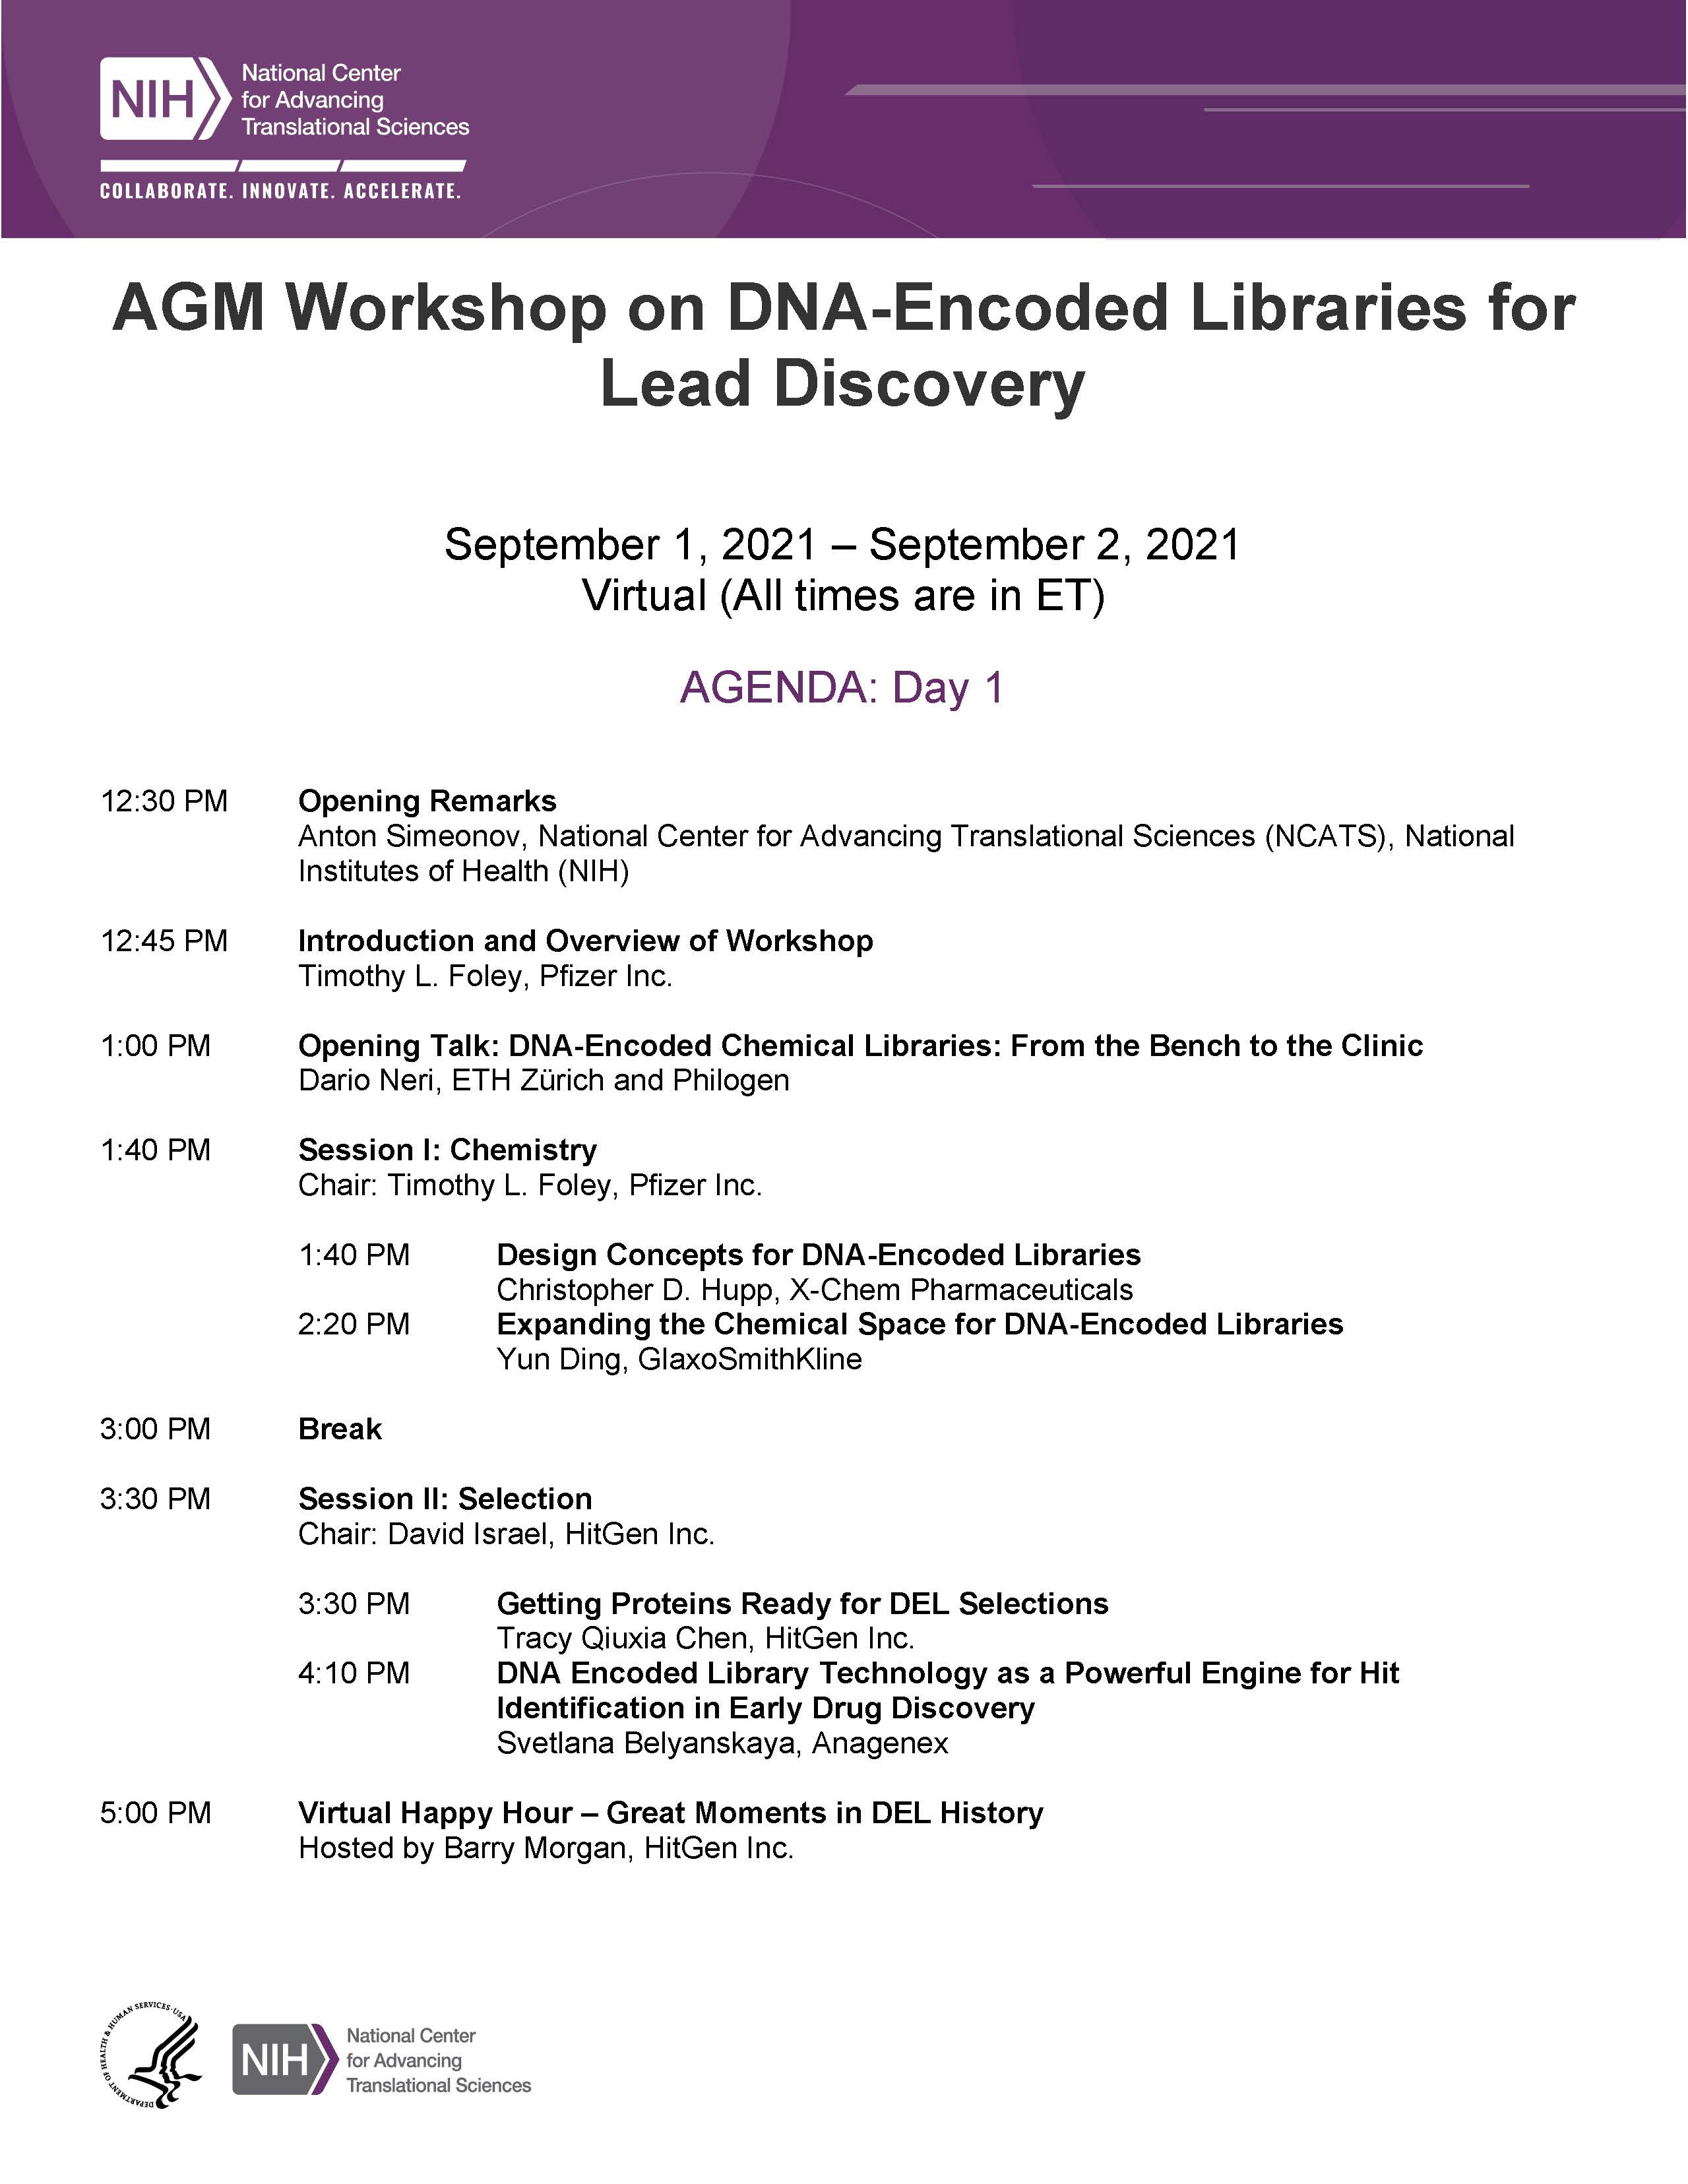 NIH
National Center
for Advancing
Translational Sciences
COLLABORATE. INNOVATE. ACCELERATE.
AGM Workshop on DNA-Encoded Libraries for
Lead Discovery
September 1, 2021 – September 2, 2021
Virtual (All times are in ET)
AGENDA: Day 1
12:30 PM Opening Remarks
Anton Simeonov, National Center for Advancing Translational Sciences (NCATS), National
Institutes of Health (NIH)
12:45 PM Introduction and Overview of Workshop
Timothy L. Foley, Pfizer Inc.
1:00 PM Opening Talk: DNA-Encoded Chemical Libraries: From the Bench to the Clinic
Dario Neri, ETH Zürich and Philogen
1:40 PM Session I: Chemistry
Chair: Timothy L. Foley, Pfizer Inc.
1:40 PM Design Concepts for DNA-Encoded Libraries
Christopher D. Hupp, X-Chem Pharmaceuticals
2:20 PM Expanding the Chemical Space for DNA-Encoded Libraries
Yun Ding, GlaxoSmithKline
3:00 PM Break
3:30 PM Session II: Selection
Chair: David Israel, HitGen Inc.
3:30 PM Getting Proteins Ready for DEL Selections
Tracy Qiuxia Chen, HitGen Inc.
4:10 PM DNA Encoded Library Technology as a Powerful Engine for Hit
Identification in Early Drug Discovery
Svetlana Belyanskaya, Anagenex
5:00 PM Virtual Happy Hour – Great Moments in DEL History
Hosted by Barry Morgan, HitGen Inc.
DEPARTMENT OF HEALTH & HUMAN SERVICES·USA
NIH
National Center
for Advancing
Translational Sciences